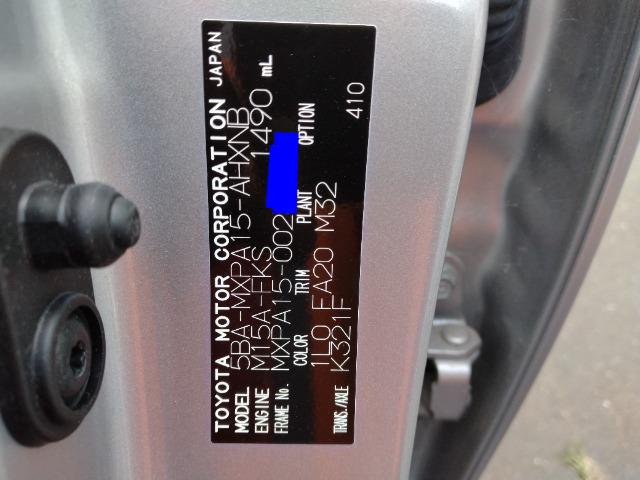 TOYOTA MOTOR CORPORATION JAPAN
MODEL 5BA-MXPA15-AHXNB
ENGINE M15A-FKS 1490 mL
FRAME No. MXPA15-002
COLOR TRIM PLANT OPTION
1L0 EA20 M32
TRANS./AXLE K321F 410